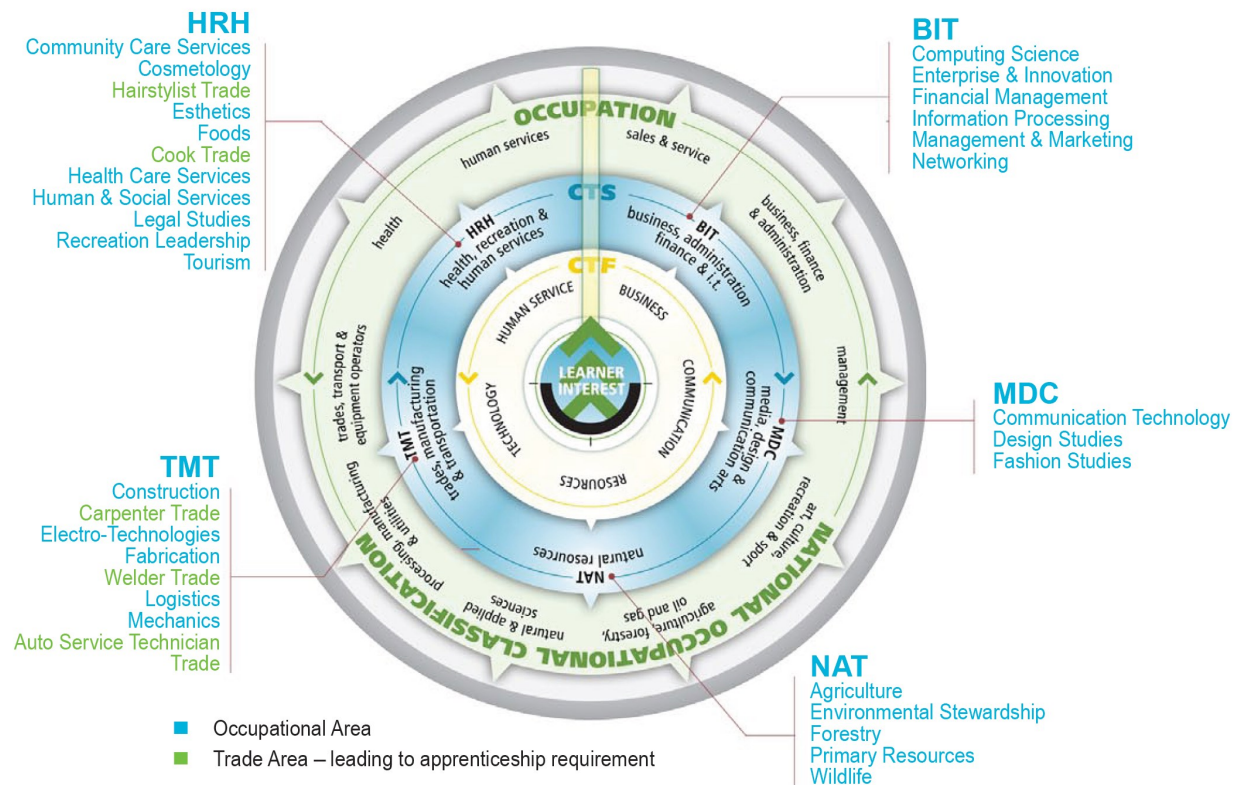 HRH
Community Care Services
Cosmetology
Hairstylist Trade
Esthetics
Foods
Cook Trade
Health Care Services
Human & Social Services
Legal Studies
Recreation Leadership
Tourism
BIT
Computing Science
Enterprise & Innovation
Financial Management
Information Processing
Management & Marketing
Networking
OCCUPATION
human services
sales & service
health
business, finance
& administration
trades, transport &
equipment operators
management
processing, manufacturing
& utilities
art, culture,
recreation & sport
natural & applied
sciences
agriculture, forestry,
oil and gas
NATIONAL OCCUPATIONAL CLASSIFICATION
CTS
HRH
health, recreation &
human services
BIT
business, administration
finance & i.t.
TMT
trades, manufacturing
& transportation
MDC
media, design &
communication arts
NAT
natural resources
CTF
HUMAN SERVICE
BUSINESS
TECHNOLOGY
COMMUNICATION
RESOURCES
LEARNER
INTEREST
MDC
Communication Technology
Design Studies
Fashion Studies
TMT
Construction
Carpenter Trade
Electro-Technologies
Fabrication
Welder Trade
Logistics
Mechanics
Auto Service Technician
Trade
NAT
Agriculture
Environmental Stewardship
Forestry
Primary Resources
Wildlife
Occupational Area
Trade Area – leading to apprenticeship requirement